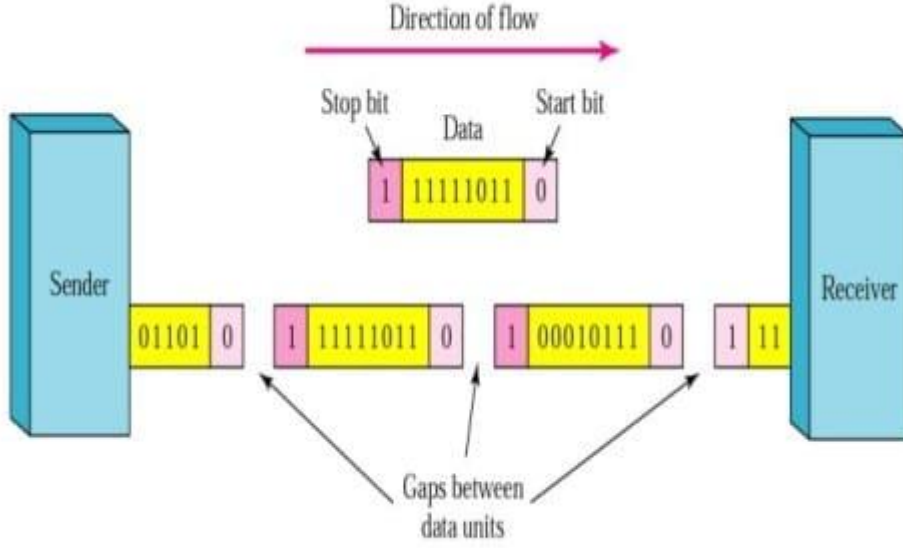 Direction of flow
Stop bit
Start bit
Data
1 11111011 0
Sender
Receiver
01101 0 1 11111011 0 1 00010111 0 1 11
Gaps between
data units